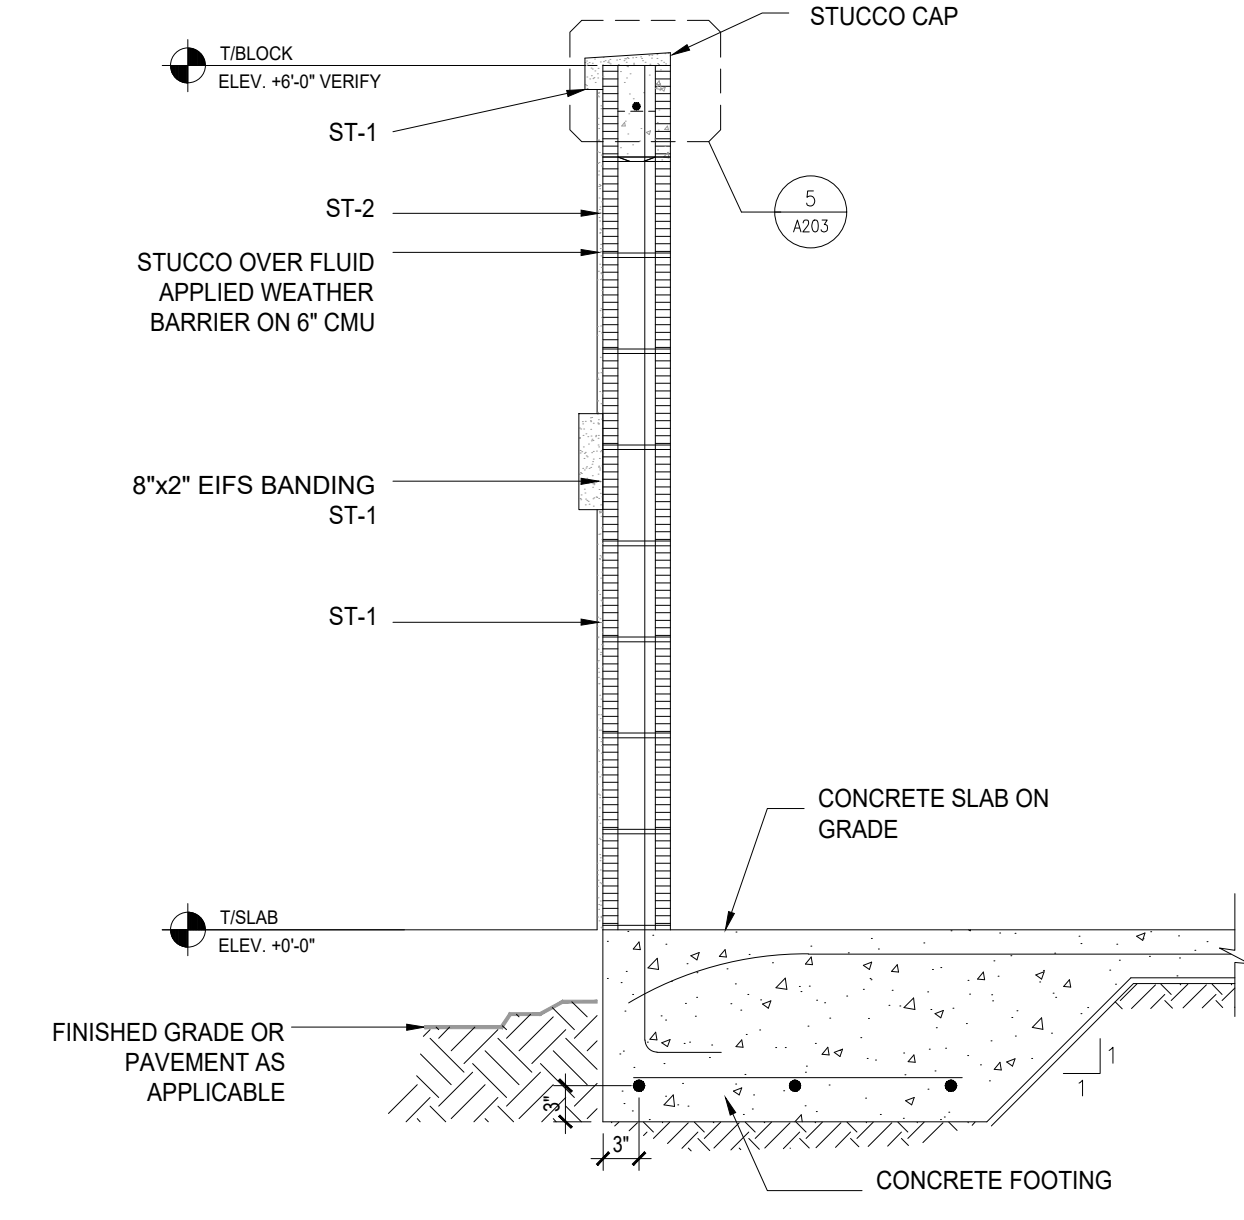 STUCCO CAP
T/BLOCK
ELEV. +6'-0" VERIFY
ST-1
5
A203
ST-2
STUCCO OVER FLUID
APPLIED WEATHER
BARRIER ON 6" CMU
8"x2" EIFS BANDING
ST-1
ST-1
CONCRETE SLAB ON
GRADE
T/SLAB
ELEV. +0'-0"
FINISHED GRADE OR
PAVEMENT AS
APPLICABLE
1
1
3"
3"
CONCRETE FOOTING